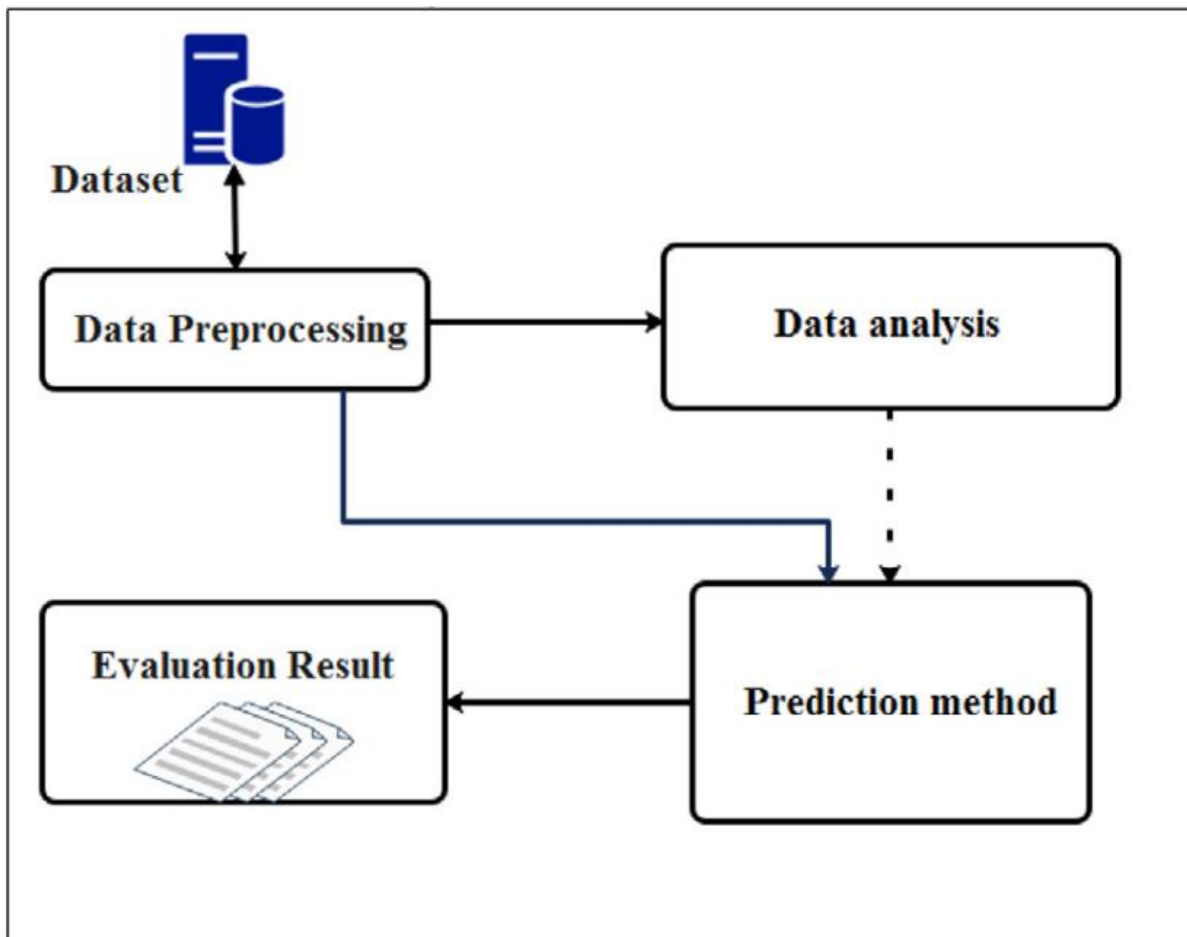 Dataset
Data Preprocessing
Data analysis
Evaluation Result
Prediction method